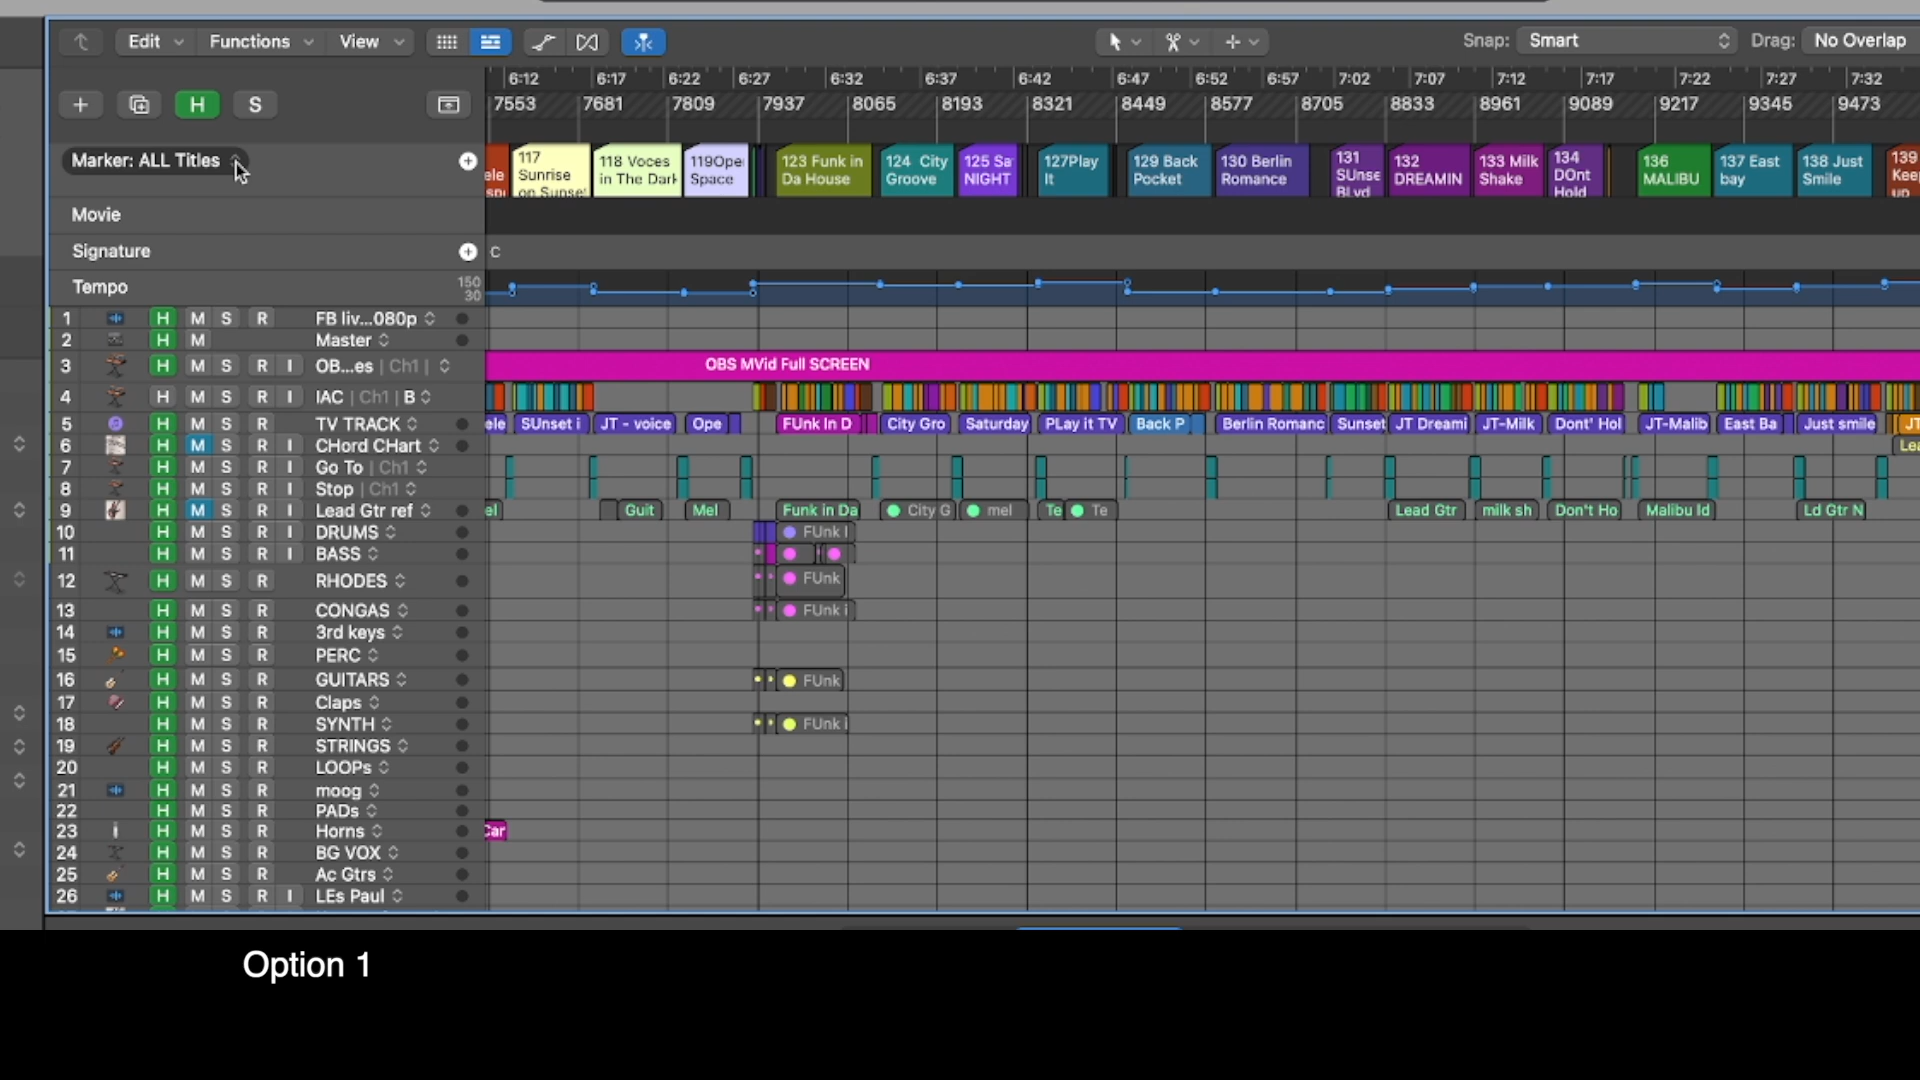 Edit Functions View Snap: Smart Drag: No Overlap
6:12 6:17 6:22 6:27 6:32 6:37 6:42 6:47 6:52 6:57 7:02 7:07 7:12 7:17 7:22 7:27 7:32
H S 7553 7681 7809 7937 8065 8193 8321 8449 8577 8705 8833 8961 9089 9217 9345 9473
Marker: ALL Titles
117 Sunrise on Sunse
118 Voces in The Dark
119Ope Space
123 Funk in Da House
124 City Groove
125 Sa NIGHT
127Play It
129 Back Pocket
130 Berlin Romance
131 SUnse BLvd
132 DREAMIN
133 Milk Shake
134 DOnt Hold
136 MALIBU
137 East bay
138 Just Smile
139 Kee up
Movie
Signature C
Tempo 150 30
1 H M S R FB liv...080p
2 H M Master
3 H M S R I OB...es | Ch1 | OBS MVid Full SCREEN
4 H M S R I IAC | Ch1 | B
5 H M S R TV TRACK ele SUnset i JT - voice Ope FUnk In D City Gro Saturday PLay it TV Back P Berlin Romanc Sunset JT Dreami JT-Milk Dont' Hol JT-Malib East Ba Just smile JT
6 H M S R I CHord CHart Lea
7 H M S R I Go To | Ch1
8 H M S R I Stop | Ch1
9 H M S R I Lead Gtr ref el Guit Mel Funk in Da City G mel Te Te Lead Gtr milk sh Don't Ho Malibu ld Ld Gtr N
10 H M S R I DRUMS FUnk I
11 H M S R I BASS
12 H M S R RHODES FUnk
13 H M S R CONGAS FUnk i
14 H M S R 3rd keys
15 H M S R PERC
16 H M S R GUITARS FUnk
17 H M S R Claps
18 H M S R SYNTH FUnk i
19 H M S R STRINGS
20 H M S R LOOPs
21 H M S R moog
22 H M S R PADs
23 H M S R Horns Car
24 H M S R BG VOX
25 H M S R Ac Gtrs
26 H M S R I LEs Paul
Option 1